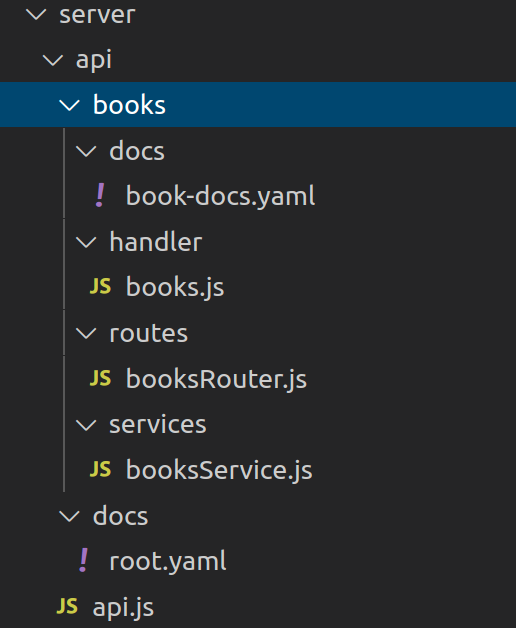 server
api
books
docs
! book-docs.yaml
handler
JS books.js
routes
JS booksRouter.js
services
JS booksService.js
docs
! root.yaml
JS api.js